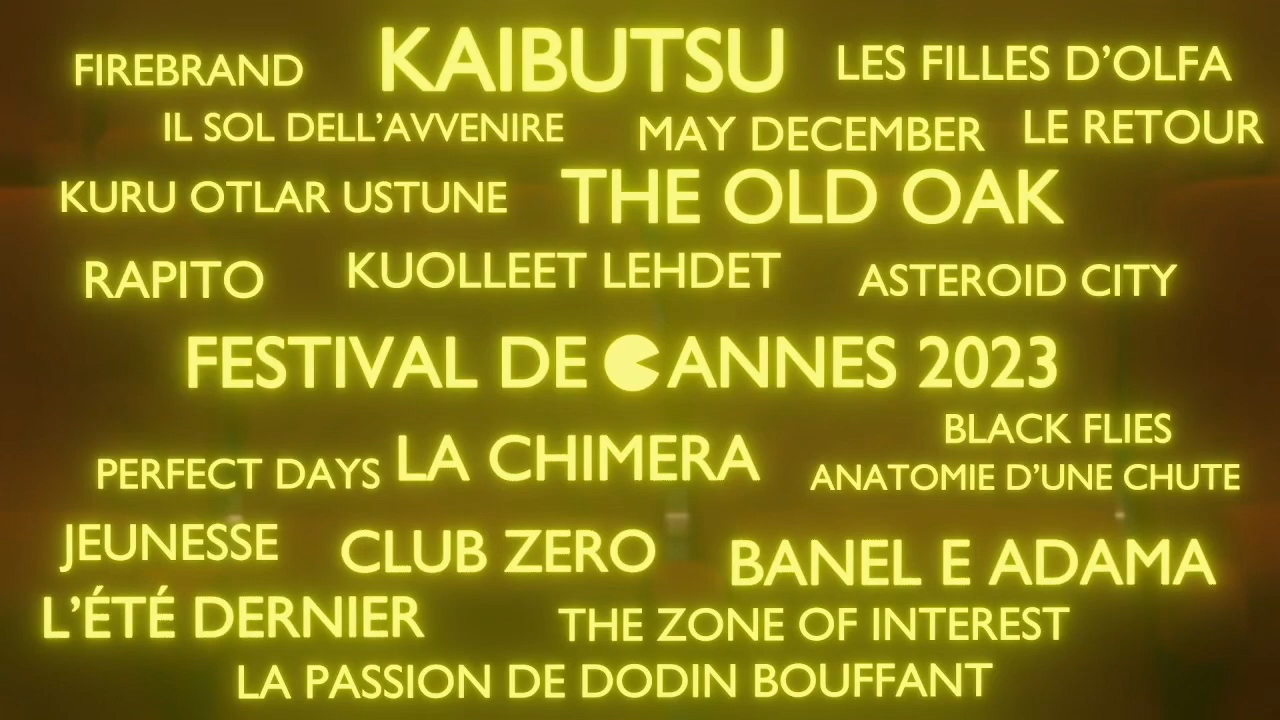 FIREBRAND KAIBUTSU LES FILLES D’OLFA
IL SOL DELL’AVVENIRE MAY DECEMBER LE RETOUR
KURU OTLAR USTUNE THE OLD OAK
RAPITO KUOLLEET LEHDET ASTEROID CITY
FESTIVAL DE CANNES 2023
BLACK FLIES
PERFECT DAYS LA CHIMERA ANATOMIE D’UNE CHUTE
JEUNESSE CLUB ZERO BANEL E ADAMA
L’ÉTÉ DERNIER THE ZONE OF INTEREST
LA PASSION DE DODIN BOUFFANT